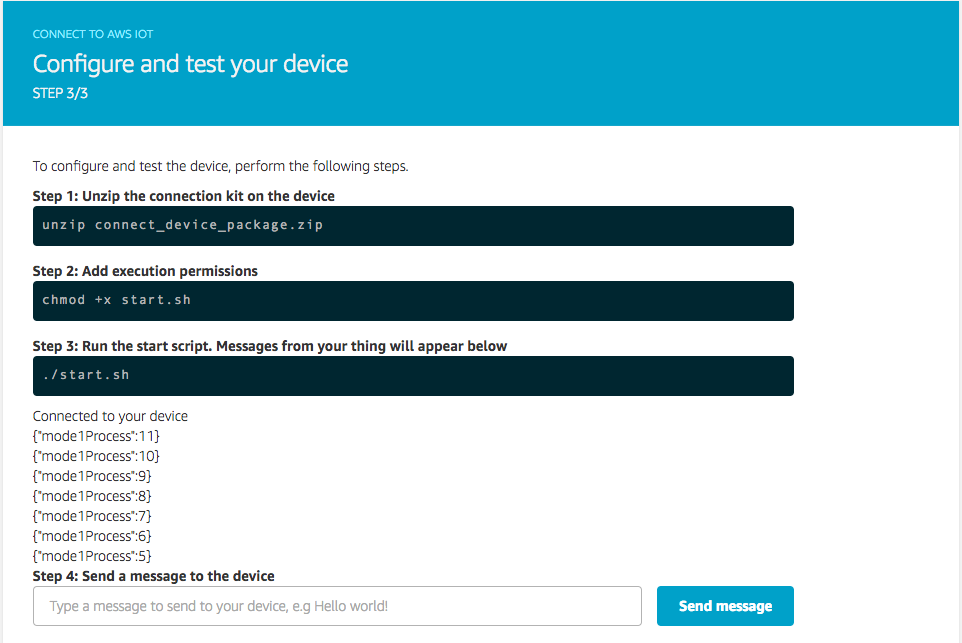 CONNECT TO AWS IOT
Configure and test your device
STEP 3/3
To configure and test the device, perform the following steps.
Step 1: Unzip the connection kit on the device
unzip connect_device_package.zip
Step 2: Add execution permissions
chmod +x start.sh
Step 3: Run the start script. Messages from your thing will appear below
./start.sh
Connected to your device
{"mode1Process":11}
{"mode1Process":10}
{"mode1Process":9}
{"mode1Process":8}
{"mode1Process":7}
{"mode1Process":6}
{"mode1Process":5}
Step 4: Send a message to the device
Type a message to send to your device, e.g Hello world!
Send message